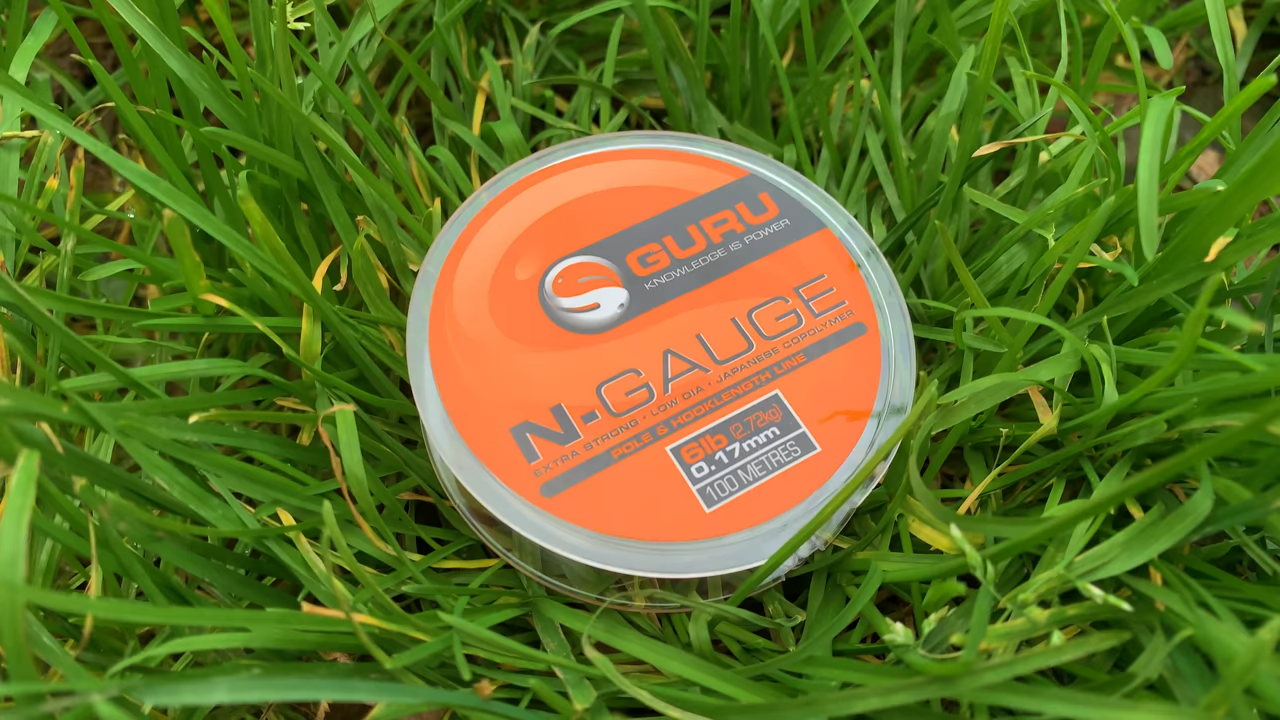 GURU
KNOWLEDGE IS POWER
N-GAUGE
EXTRA STRONG • LOW DIA • JAPANESE COPOLYMER
POLE & HOOKLENGTH LINE
6lb (2.72kg)
0.17mm
100 METRES